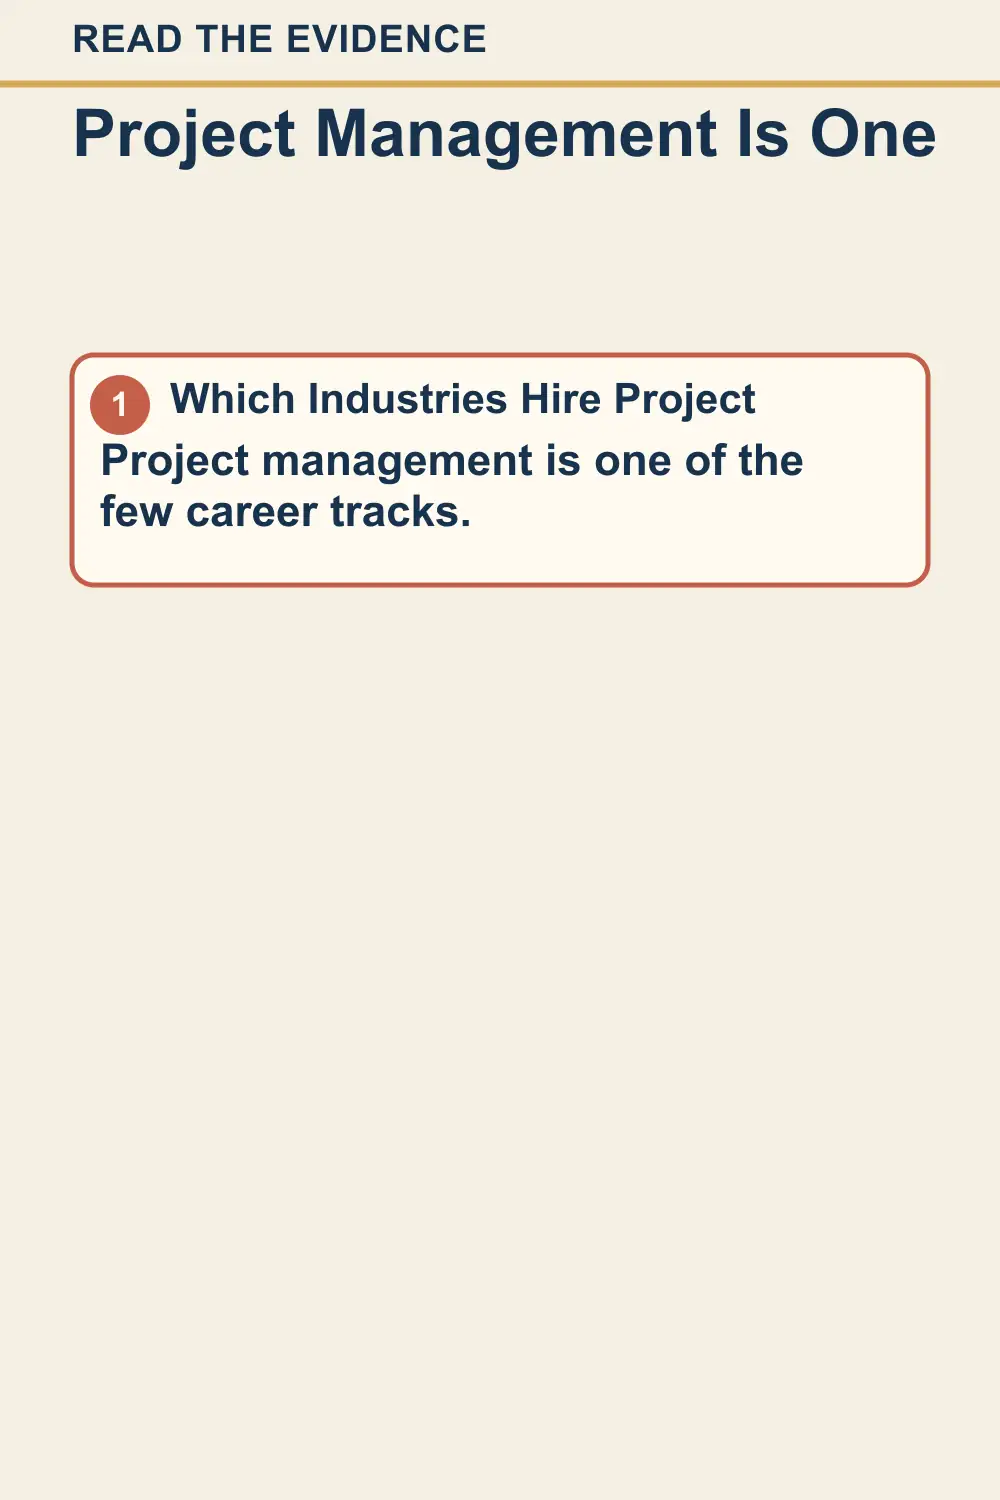 READ THE EVIDENCE
Project Management Is One
1 Which Industries Hire Project
Project management is one of the
few career tracks.